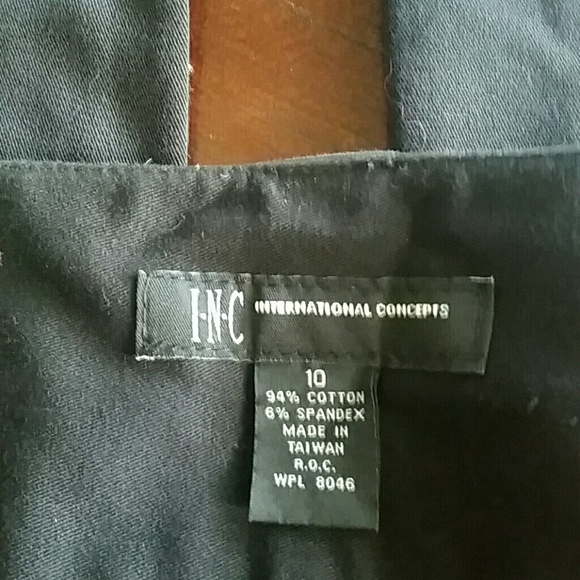 I·N·C INTERNATIONAL CONCEPTS
10
94% COTTON
6% SPANDEX
MADE IN
TAIWAN
R.O.C.
WPL 8046